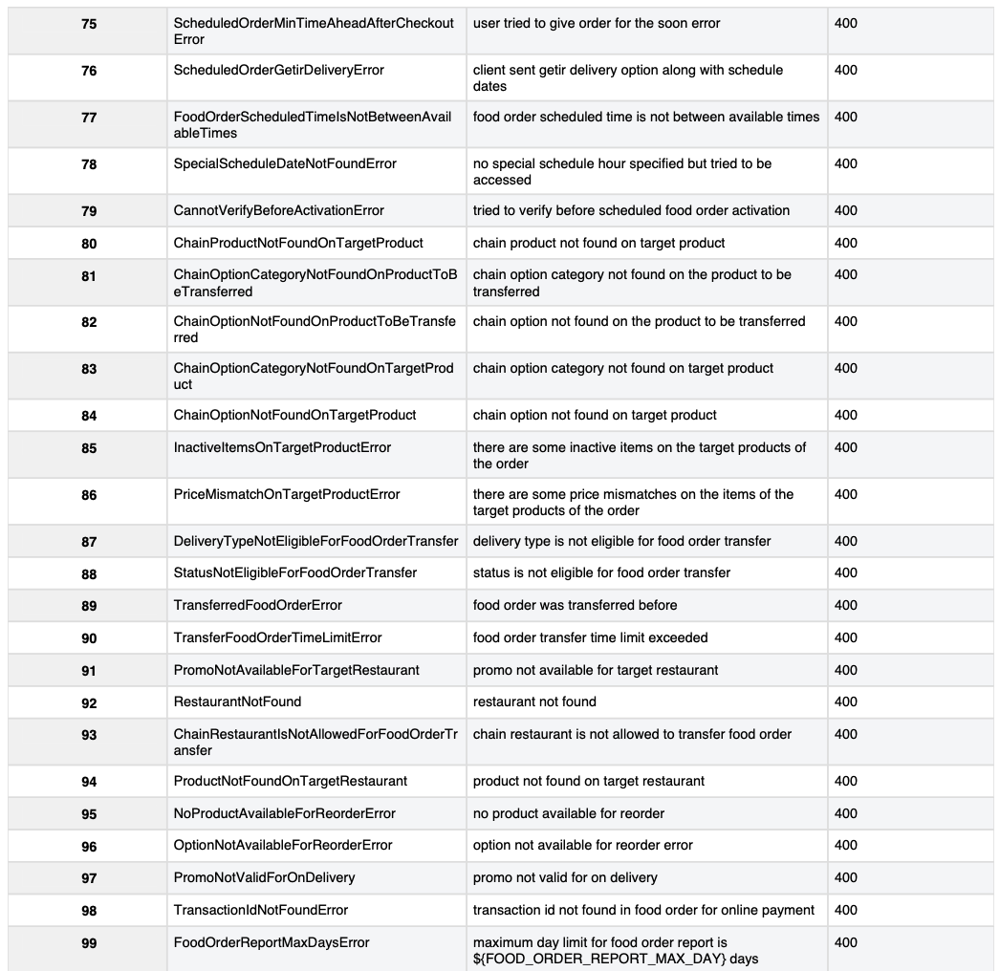 75 ScheduledOrderMinTimeAheadAfterCheckout user tried to give order for the soon error 400
Error
76 ScheduledOrderGetirDeliveryError client sent getir delivery option along with schedule 400
dates
77 FoodOrderScheduledTimeIsNotBetweenAvail food order scheduled time is not between available times 400
ableTimes
78 SpecialScheduleDateNotFoundError no special schedule hour specified but tried to be 400
accessed
79 CannotVerifyBeforeActivationError tried to verify before scheduled food order activation 400
80 ChainProductNotFoundOnTargetProduct chain product not found on target product 400
81 ChainOptionCategoryNotFoundOnProductToB chain option category not found on the product to be 400
eTransferred transferred
82 ChainOptionNotFoundOnProductToBeTransfe chain option not found on the product to be transferred 400
rred
83 ChainOptionCategoryNotFoundOnTargetProd chain option category not found on target product 400
uct
84 ChainOptionNotFoundOnTargetProduct chain option not found on target product 400
85 InactiveItemsOnTargetProductError there are some inactive items on the target products of 400
the order
86 PriceMismatchOnTargetProductError there are some price mismatches on the items of the 400
target products of the order
87 DeliveryTypeNotEligibleForFoodOrderTransfer delivery type is not eligible for food order transfer 400
88 StatusNotEligibleForFoodOrderTransfer status is not eligible for food order transfer 400
89 TransferredFoodOrderError food order was transferred before 400
90 TransferFoodOrderTimeLimitError food order transfer time limit exceeded 400
91 PromoNotAvailableForTargetRestaurant promo not available for target restaurant 400
92 RestaurantNotFound restaurant not found 400
93 ChainRestaurantIsNotAllowedForFoodOrderTr chain restaurant is not allowed to transfer food order 400
ansfer
94 ProductNotFoundOnTargetRestaurant product not found on target restaurant 400
95 NoProductAvailableForReorderError no product available for reorder 400
96 OptionNotAvailableForReorderError option not available for reorder error 400
97 PromoNotValidForOnDelivery promo not valid for on delivery 400
98 TransactionIdNotFoundError transaction id not found in food order for online payment 400
99 FoodOrderReportMaxDaysError maximum day limit for food order report is 400
${FOOD_ORDER_REPORT_MAX_DAY} days